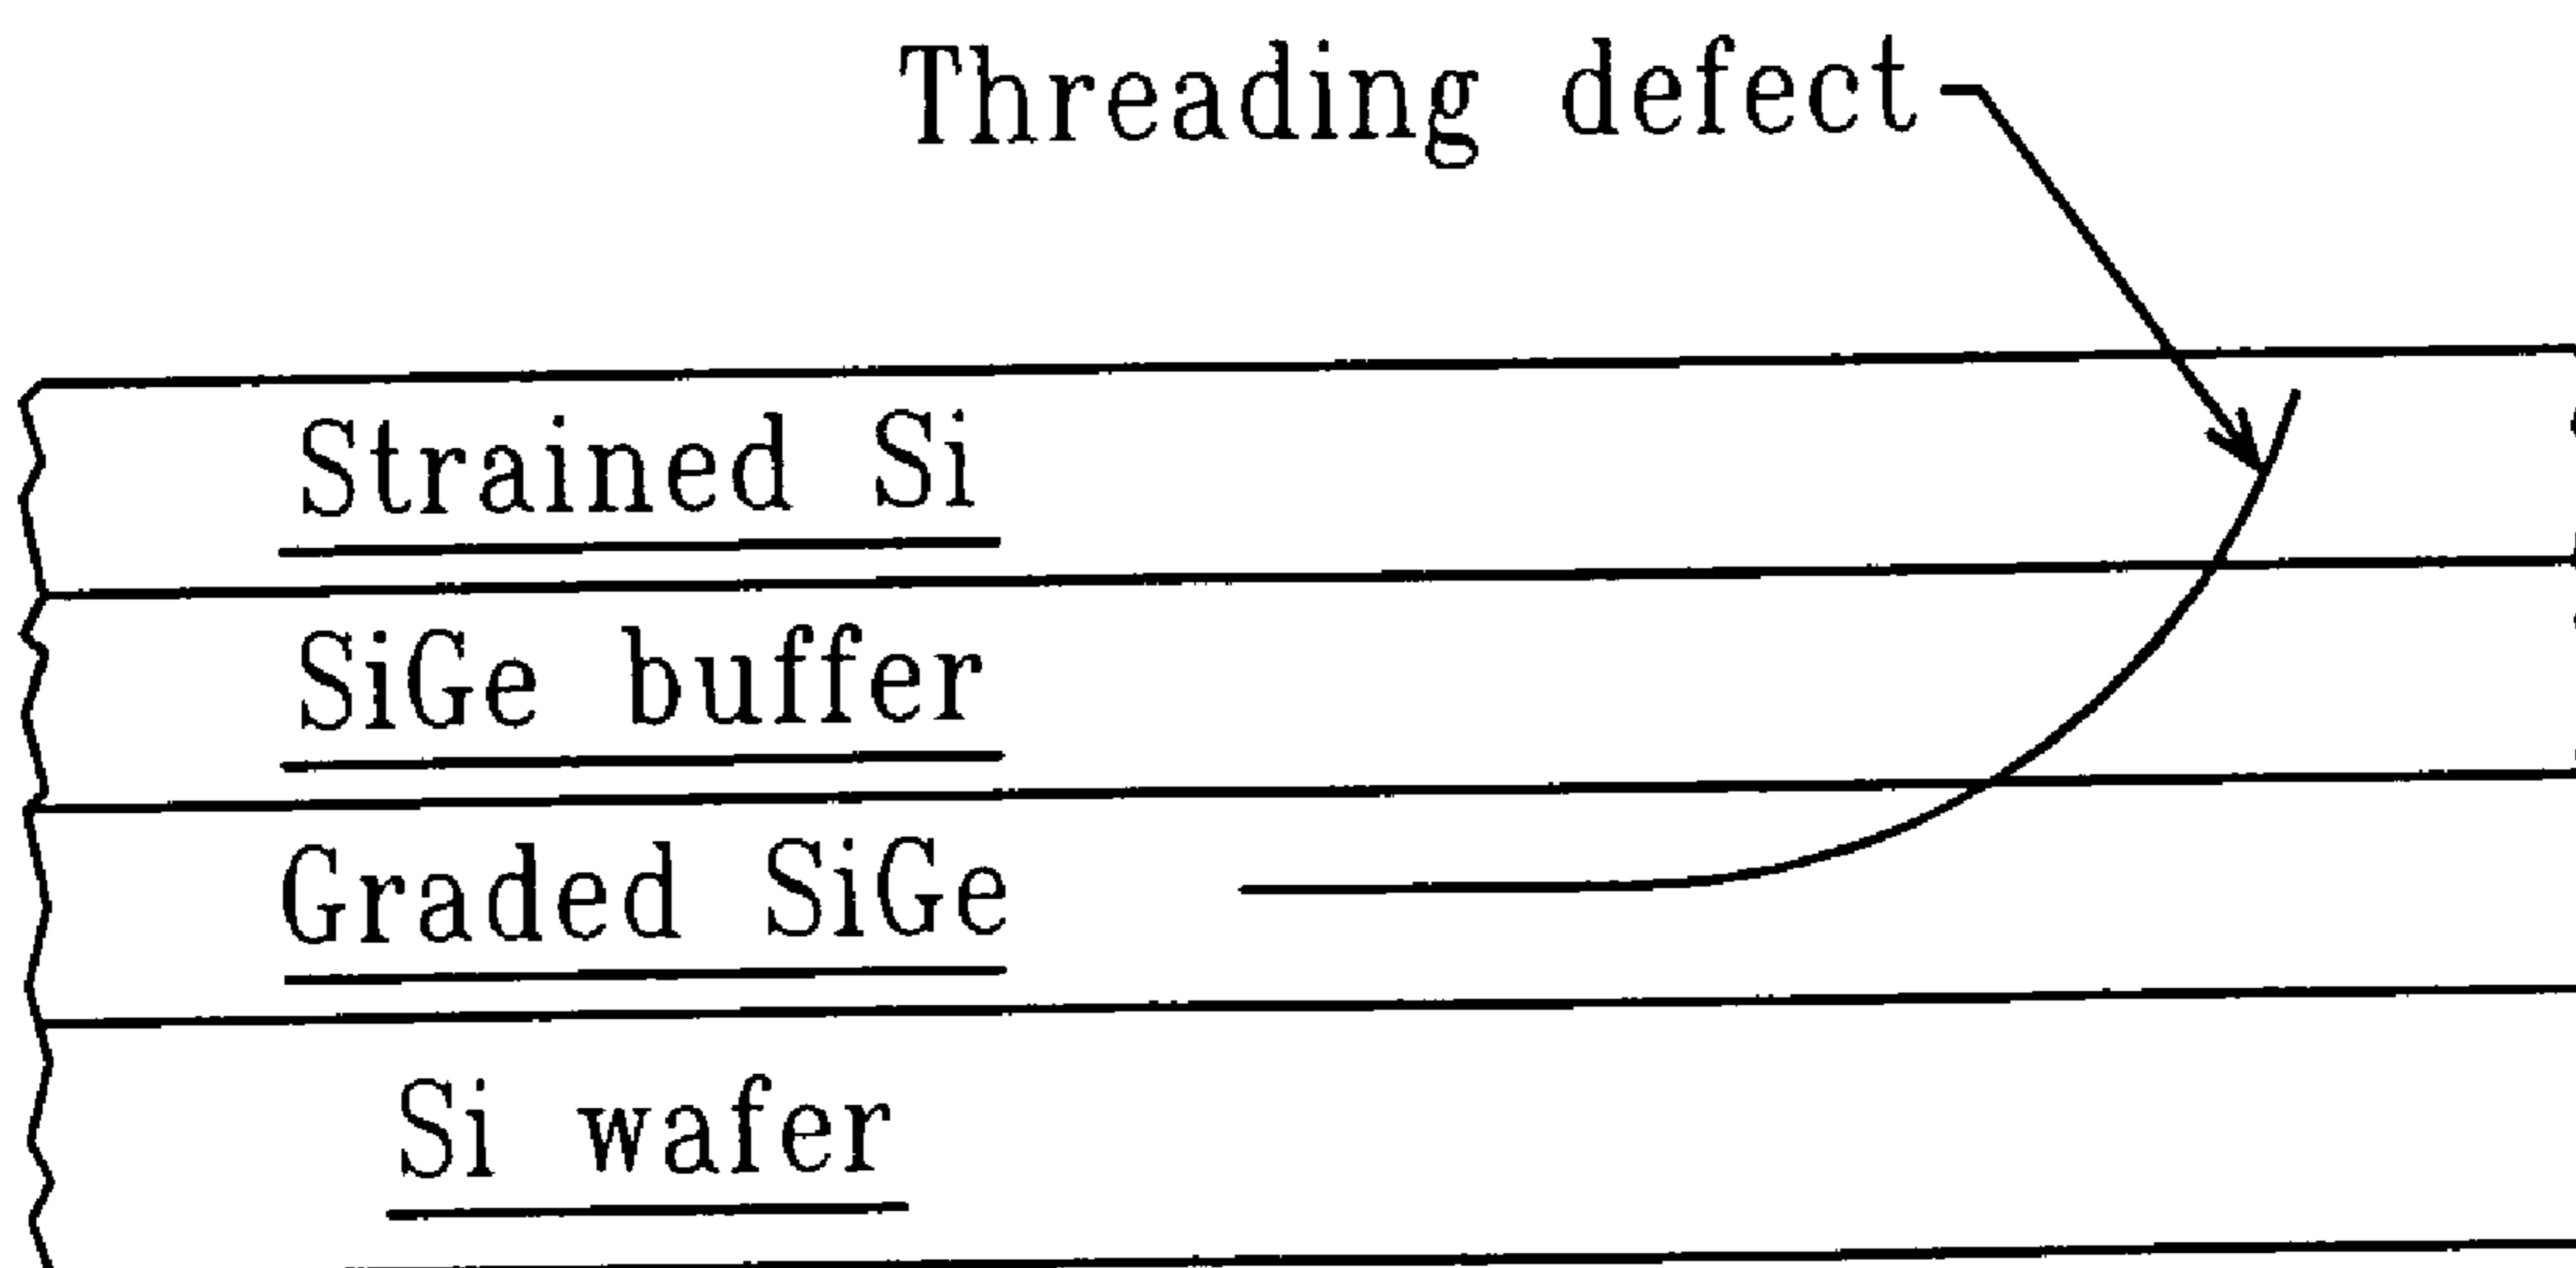 Threading defect
Strained Si
SiGe buffer
Graded SiGe
Si wafer